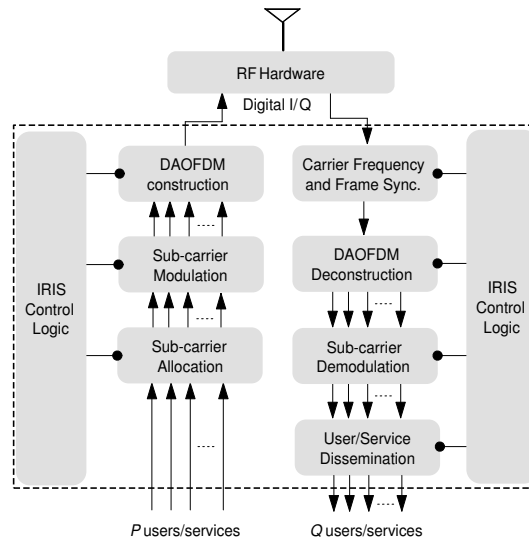 RF Hardware
Digital I/Q
IRIS
Control
Logic
DAOFDM
construction
Sub-carrier
Modulation
Sub-carrier
Allocation
P users/services
Carrier Frequency
and Frame Sync.
DAOFDM
Deconstruction
Sub-carrier
Demodulation
User/Service
Dissemination
Q users/services
IRIS
Control
Logic